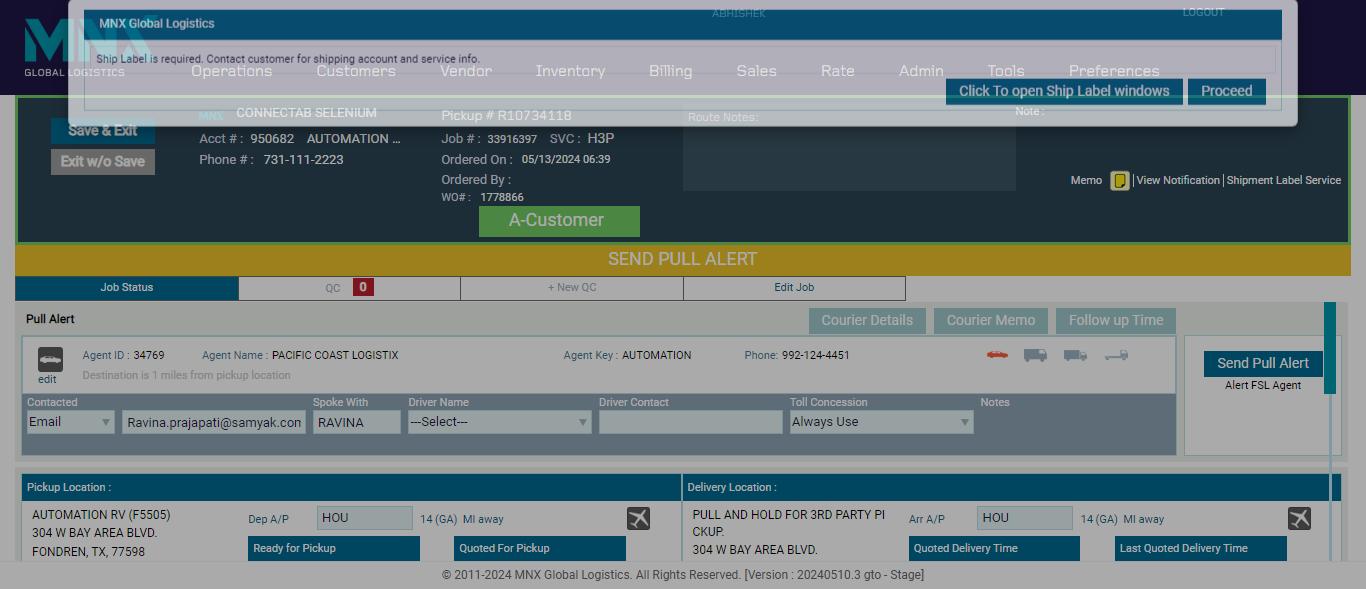 MNX Global Logistics
ABHISHEK
LOGOUT
MNX
GLOBAL LOGISTICS
Ship Label is required. Contact customer for shipping account and service info.
Operations Customers Vendor Inventory Billing Sales Rate Admin Tools Preferences
Click To open Ship Label windows Proceed
Save & Exit
Exit w/o Save
MNX CONNECTAB SELENIUM
Acct # : 950682 AUTOMATION ...
Phone # : 731-111-2223
Pickup # R10734118
Job # : 33916397 SVC : H3P
Ordered On : 05/13/2024 06:39
Ordered By :
WO# : 1778866
A-Customer
Route Notes:
Note :
Memo View Notification Shipment Label Service
SEND PULL ALERT
Job Status QC 0 + New QC Edit Job
Pull Alert Courier Details Courier Memo Follow up Time
edit
Agent ID : 34769 Agent Name : PACIFIC COAST LOGISTIX Agent Key : AUTOMATION Phone: 992-124-4451
Destination is 1 miles from pickup location
Send Pull Alert
Alert FSL Agent
Contacted Spoke With Driver Name Driver Contact Toll Concession Notes
Email Ravina.prajapati@samyak.com RAVINA ---Select--- Always Use
Pickup Location :
AUTOMATION RV (F5505)
304 W BAY AREA BLVD.
FONDREN, TX, 77598
Dep A/P HOU 14 (GA) MI away
Ready for Pickup Quoted For Pickup
Delivery Location :
PULL AND HOLD FOR 3RD PARTY PI
CKUP.
304 W BAY AREA BLVD.
Arr A/P HOU 14 (GA) MI away
Quoted Delivery Time Last Quoted Delivery Time
© 2011-2024 MNX Global Logistics. All Rights Reserved. [Version : 20240510.3 gto - Stage]